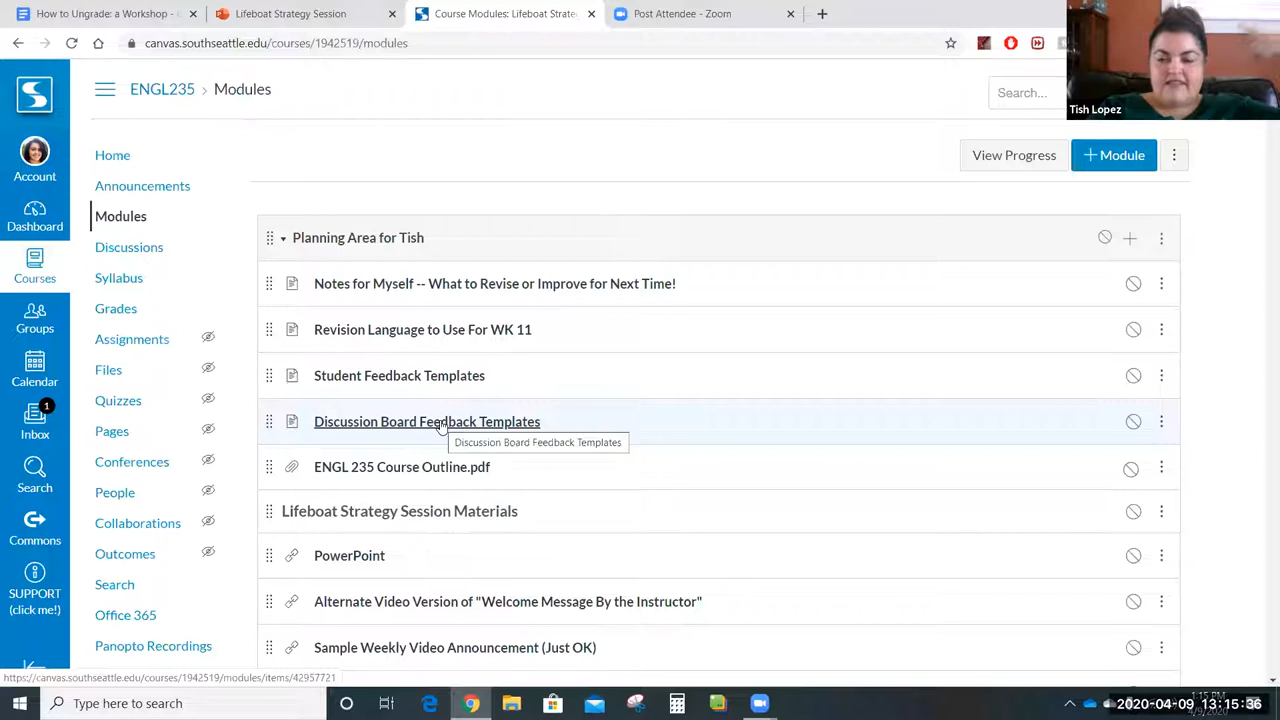 How to Ungrade: a Workshop - G
Lifeboat Strategy Session
Course Modules: Lifeboat Strate
Post Attendee - Zoom
canvas.southseattle.edu/courses/1942519/modules
Tish Lopez
ENGL235 › Modules
Search...
View Progress
+ Module
Account
Dashboard
Courses
Groups
Calendar
1
Inbox
Search
Commons
SUPPORT
(click me!)
Home
Announcements
Modules
Discussions
Syllabus
Grades
Assignments
Files
Quizzes
Pages
Conferences
People
Collaborations
Outcomes
Search
Office 365
Panopto Recordings
Planning Area for Tish
Notes for Myself -- What to Revise or Improve for Next Time!
Revision Language to Use For WK 11
Student Feedback Templates
Discussion Board Feedback Templates
Discussion Board Feedback Templates
ENGL 235 Course Outline.pdf
Lifeboat Strategy Session Materials
PowerPoint
Alternate Video Version of "Welcome Message By the Instructor"
Sample Weekly Video Announcement (Just OK)
https://canvas.southseattle.edu/courses/1942519/modules/items/42957721
Type here to search
1:15 PM
2020-04-09 13:15:36
4/9/2020